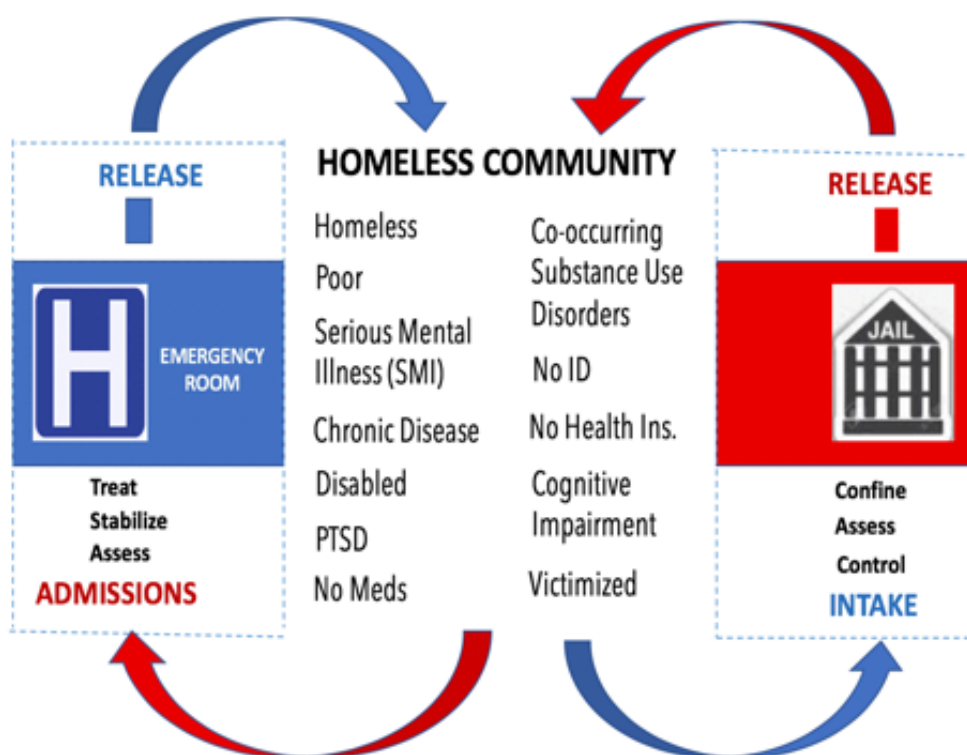 RELEASE
H
EMERGENCY
ROOM
Treat
Stabilize
Assess
ADMISSIONS
HOMELESS COMMUNITY
Homeless
Poor
Serious Mental
Illness (SMI)
Chronic Disease
Disabled
PTSD
No Meds
Co-occurring
Substance Use
Disorders
No ID
No Health Ins.
Cognitive
Impairment
Victimized
RELEASE
JAIL
Confine
Assess
Control
INTAKE